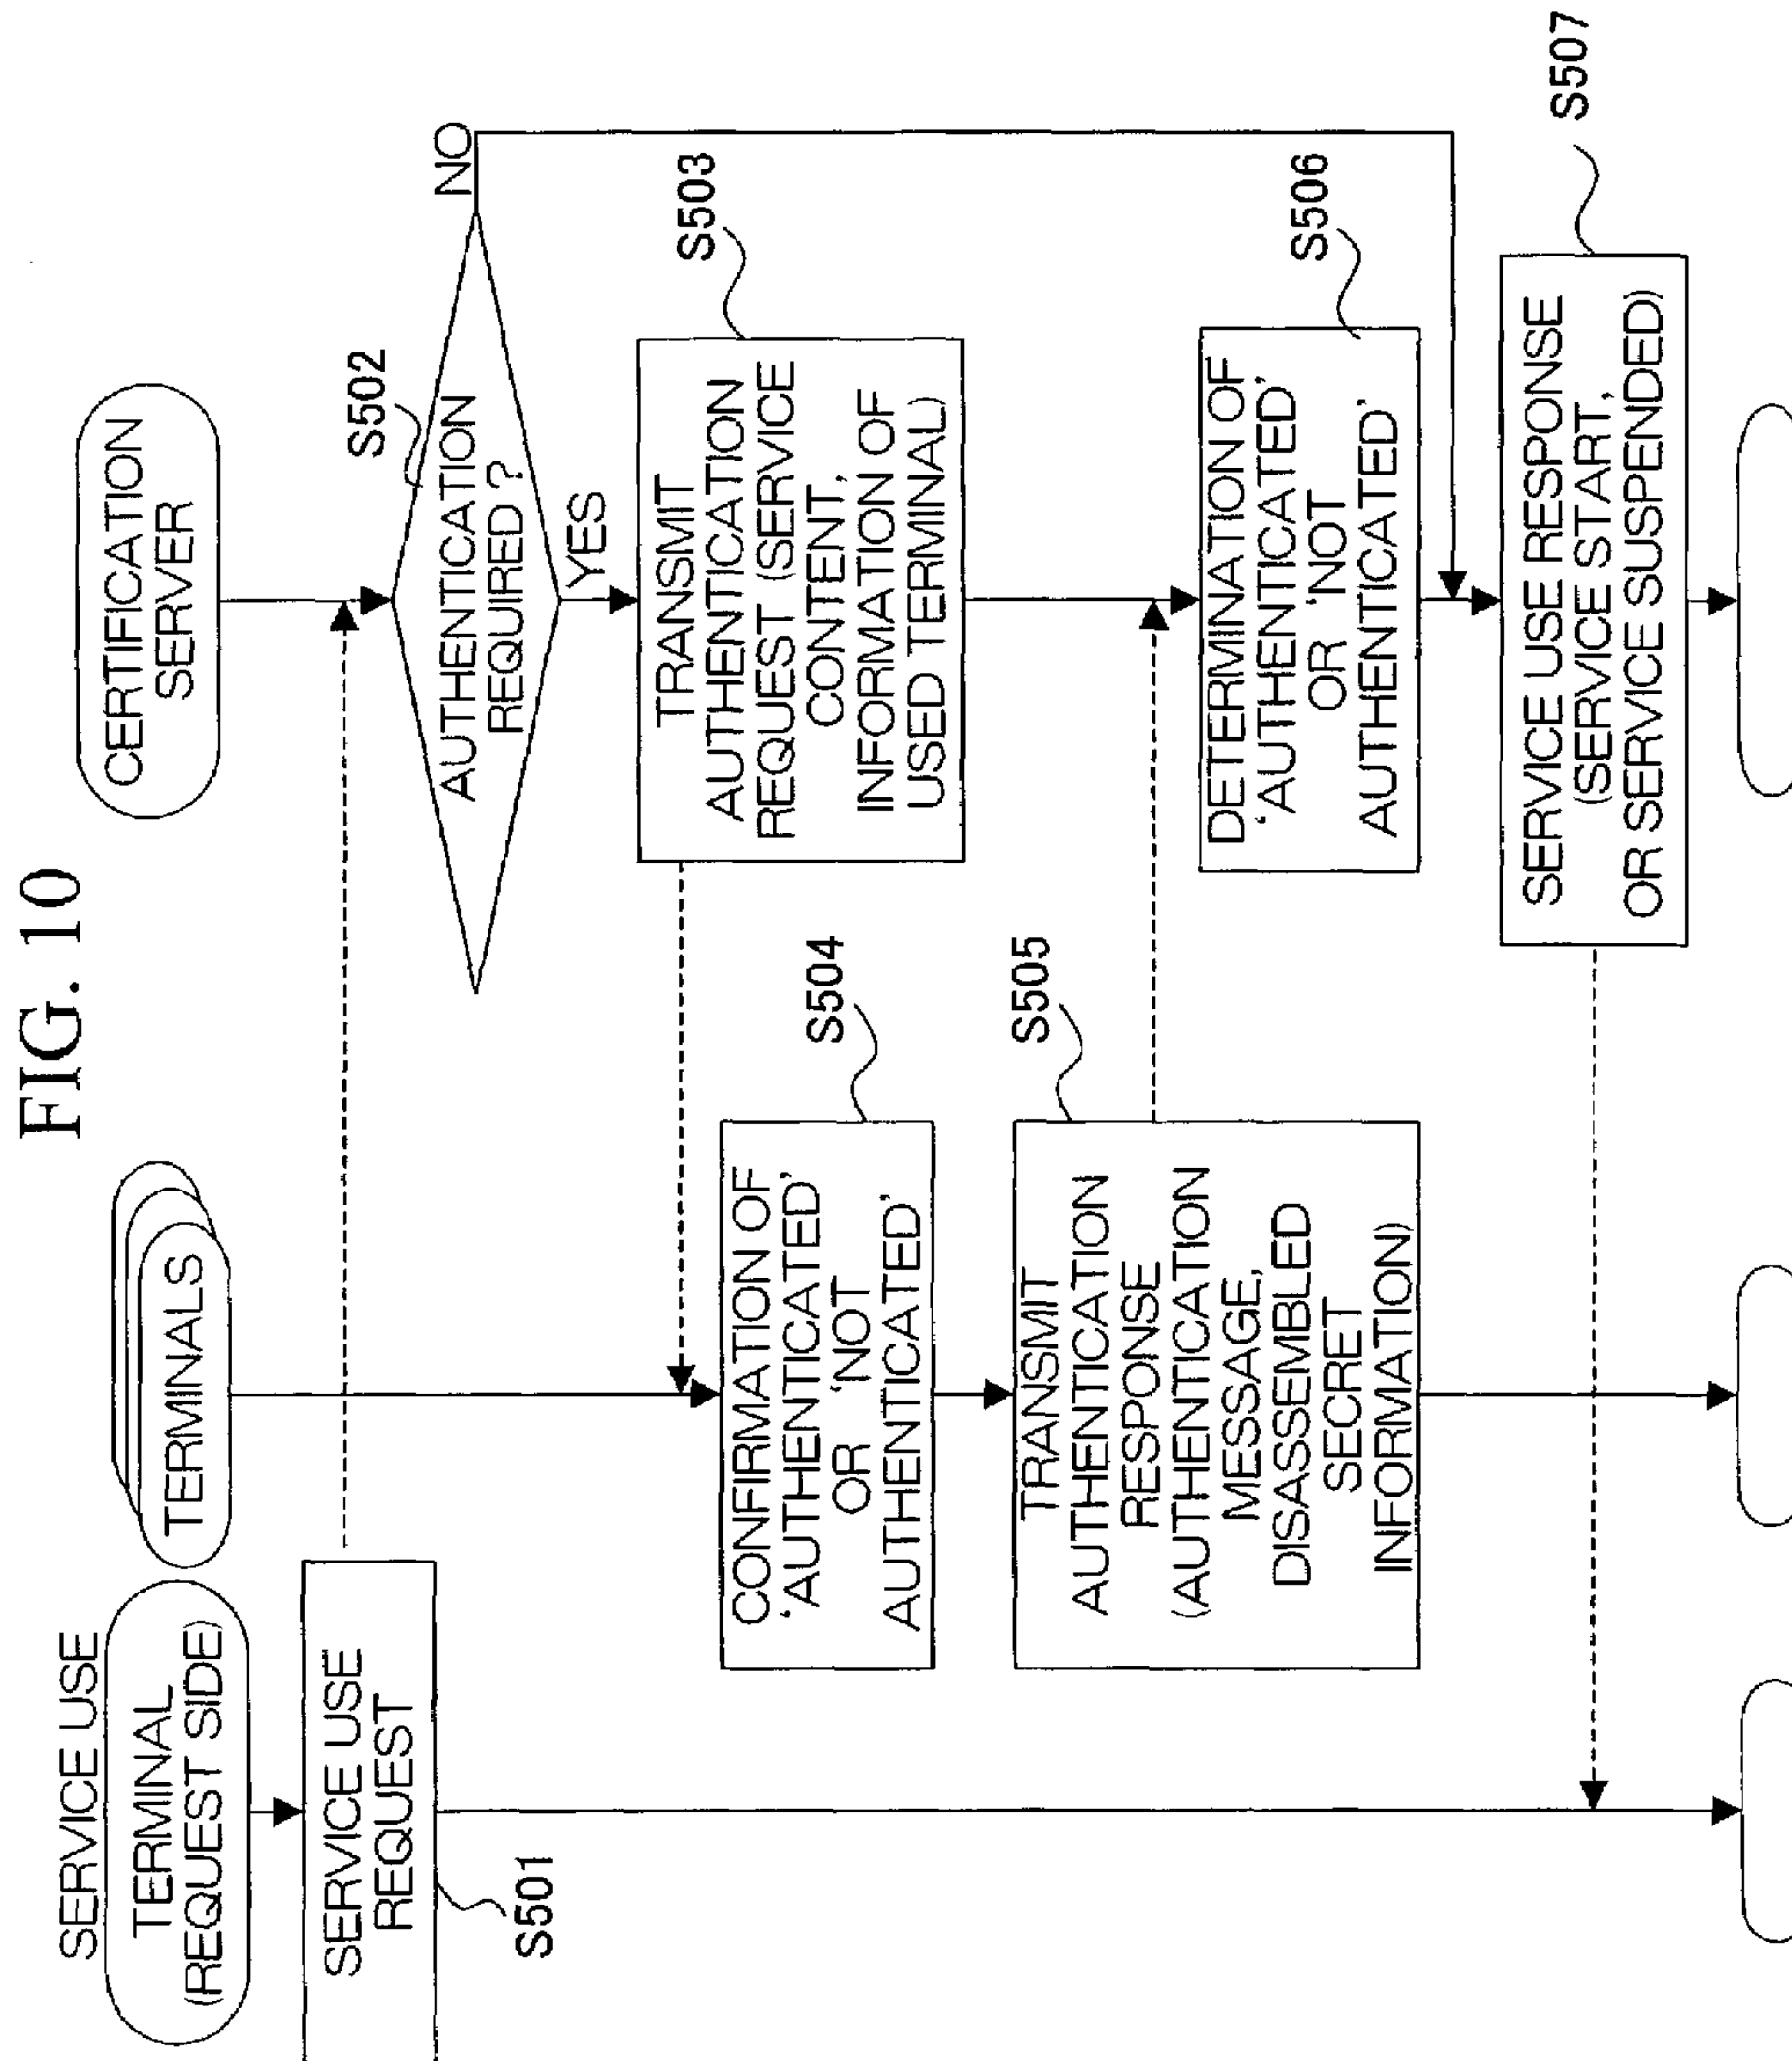 FIG. 10
SERVICE USE
TERMINAL
(REQUEST SIDE)
TERMINALS
CERTIFICATION
SERVER
SERVICE USE
REQUEST
S501
AUTHENTICATION
REQUIRED ?
S502
NO
YES
TRANSMIT
AUTHENTICATION
REQUEST (SERVICE
CONTENT,
INFORMATION OF
USED TERMINAL)
S503
CONFIRMATION OF
'AUTHENTICATED'
OR 'NOT
AUTHENTICATED'
S504
TRANSMIT
AUTHENTICATION
RESPONSE
(AUTHENTICATION
MESSAGE,
DISASSEMBLED
SECRET
INFORMATION)
S505
DETERMINATION OF
'AUTHENTICATED'
OR 'NOT
AUTHENTICATED'
S506
SERVICE USE RESPONSE
(SERVICE START,
OR SERVICE SUSPENDED)
S507